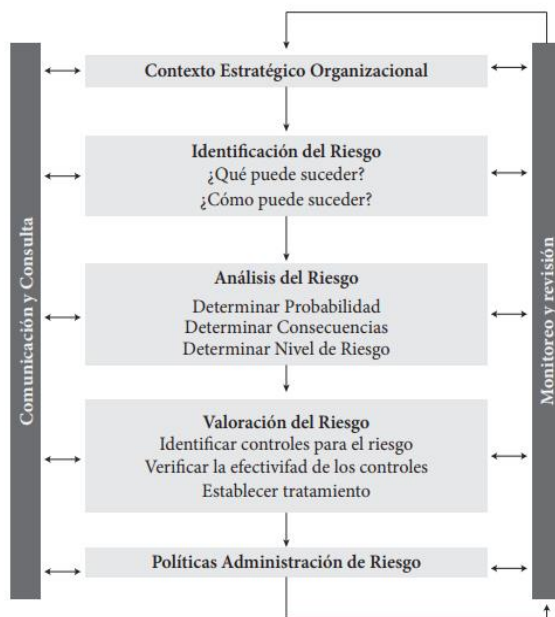 Contexto Estratégico Organizacional
Identificación del Riesgo
¿Qué puede suceder?
¿Cómo puede suceder?
Análisis del Riesgo
Determinar Probabilidad
Determinar Consecuencias
Determinar Nivel de Riesgo
Valoración del Riesgo
Identificar controles para el riesgo
Verificar la efectivifad de los controles
Establecer tratamiento
Políticas Administración de Riesgo
Comunicación y Consulta
Monitoreo y revisión